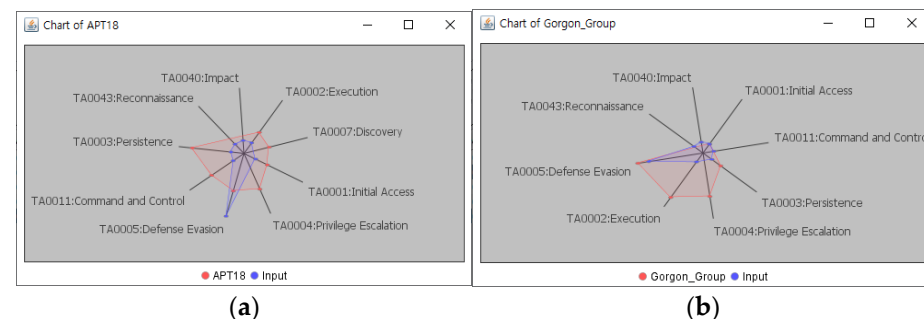 Chart of APT18
TA0040:Impact
TA0043:Reconnaissance
TA0002:Execution
TA0003:Persistence
TA0007:Discovery
TA0011:Command and Control
TA0001:Initial Access
TA0005:Defense Evasion
TA0004:Privilege Escalation
APT18 Input
(a)
Chart of Gorgon_Group
TA0040:Impact
TA0043:Reconnaissance
TA0001:Initial Access
TA0011:Command and Control
TA0005:Defense Evasion
TA0003:Persistence
TA0002:Execution
TA0004:Privilege Escalation
Gorgon_Group Input
(b)